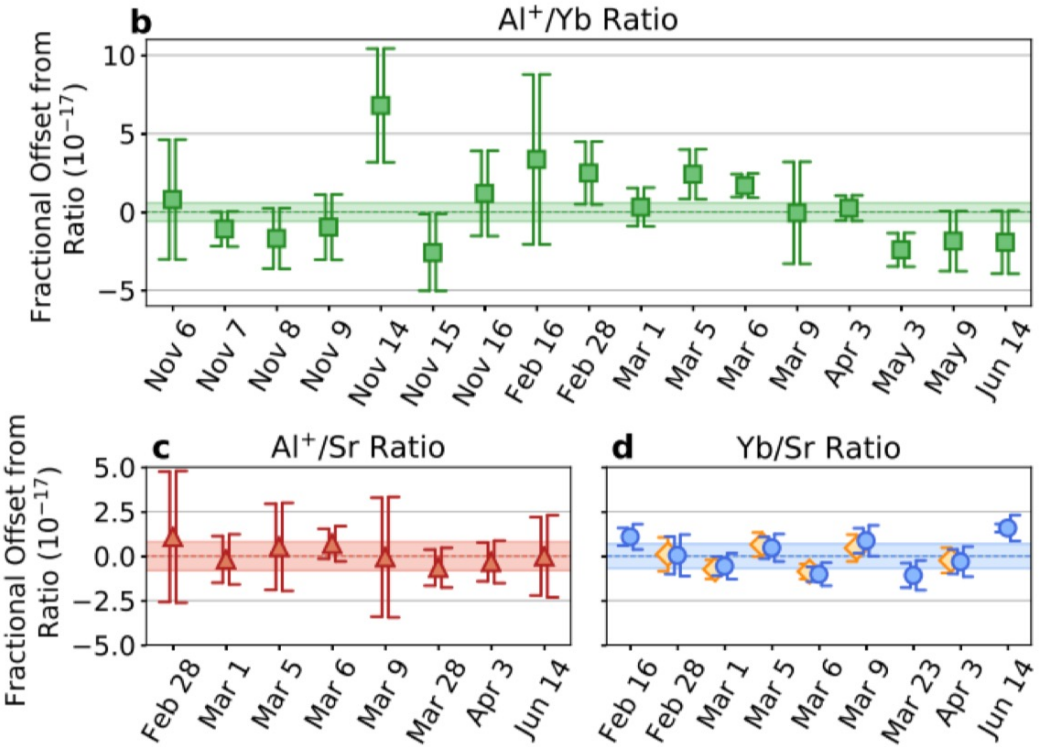 b
Al⁺/Yb Ratio
Fractional Offset from
Ratio (10⁻¹⁷)
10
5
0
−5
Nov 6
Nov 7
Nov 8
Nov 9
Nov 14
Nov 15
Nov 16
Feb 16
Feb 28
Mar 1
Mar 5
Mar 6
Mar 9
Apr 3
May 3
May 9
Jun 14
c
Al⁺/Sr Ratio
Fractional Offset from
Ratio (10⁻¹⁷)
5.0
2.5
0.0
−2.5
−5.0
Feb 28
Mar 1
Mar 5
Mar 6
Mar 9
Mar 28
Apr 3
Jun 14
d
Yb/Sr Ratio
Feb 16
Feb 28
Mar 1
Mar 5
Mar 6
Mar 9
Mar 23
Apr 3
Jun 14